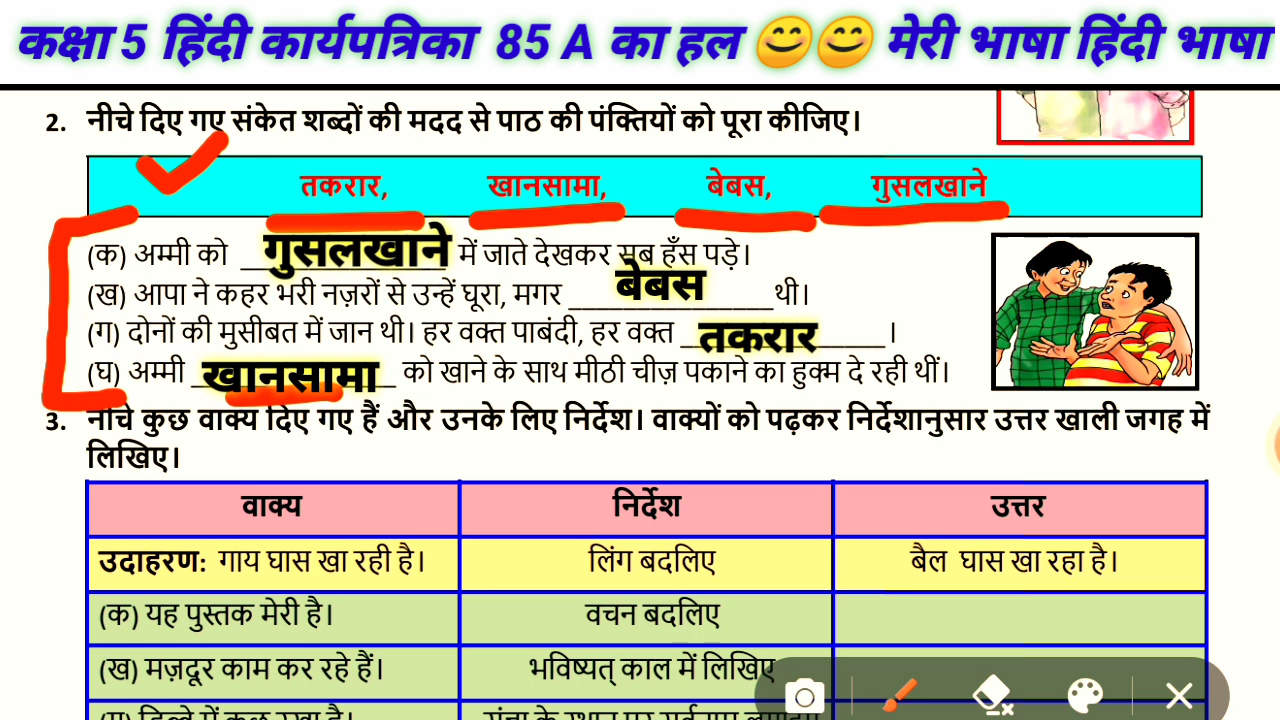 कक्षा 5 हिंदी कार्यपत्रिका 85 A का हल 😊😊 मेरी भाषा हिंदी भाषा
2. नीचे दिए गए संकेत शब्दों की मदद से पाठ की पंक्तियों को पूरा कीजिए।
तकरार, खानसामा, बेबस, गुसलखाने
(क) अम्मी को गुसलखाने में जाते देखकर सब हँस पड़े।
(ख) आपा ने कहर भरी नज़रों से उन्हें घूरा, मगर बेबस थी।
(ग) दोनों की मुसीबत में जान थी। हर वक्त पाबंदी, हर वक्त तकरार ।
(घ) अम्मी खानसामा को खाने के साथ मीठी चीज़ पकाने का हुक्म दे रही थीं।
3. नीचे कुछ वाक्य दिए गए हैं और उनके लिए निर्देश। वाक्यों को पढ़कर निर्देशानुसार उत्तर खाली जगह में
लिखिए।
वाक्य निर्देश उत्तर
उदाहरण: गाय घास खा रही है। लिंग बदलिए बैल घास खा रहा है।
(क) यह पुस्तक मेरी है। वचन बदलिए
(ख) मज़दूर काम कर रहे हैं। भविष्यत् काल में लिखिए